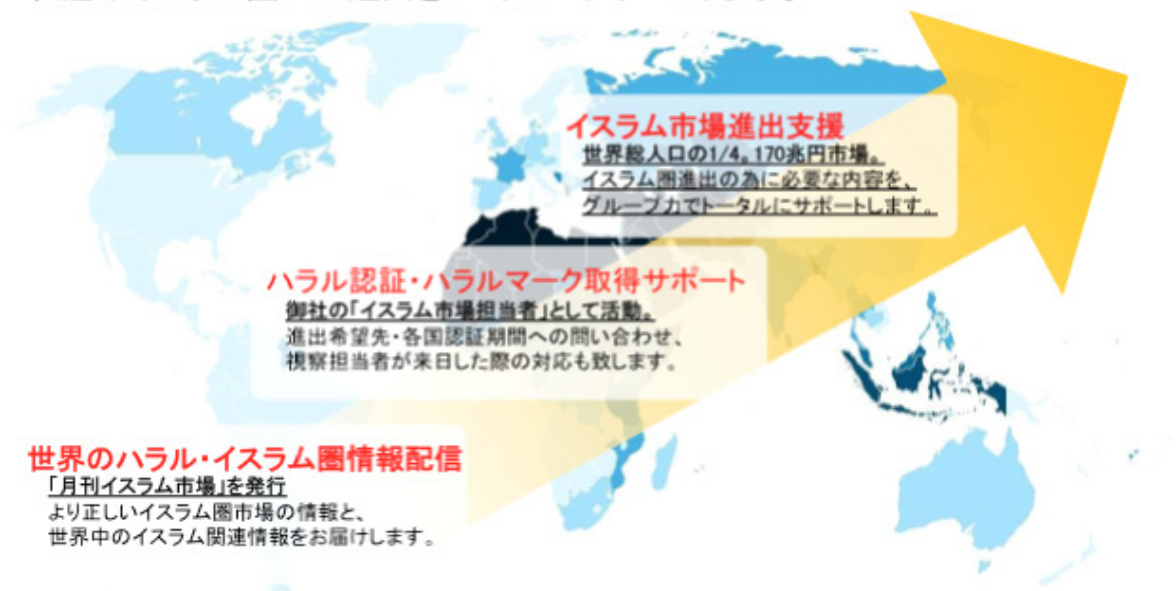 イスラム市場進出支援
世界総人口の1/4。170兆円市場。
イスラム圏進出の為に必要な内容を、
グループ力でトータルにサポートします。
ハラル認証・ハラルマーク取得サポート
御社の「イスラム市場担当者」として活動。
進出希望先・各国認証期間への問い合わせ、
視察担当者が来日した際の対応も致します。
世界のハラル・イスラム圏情報配信
「月刊イスラム市場」を発行
より正しいイスラム圏市場の情報と、
世界中のイスラム関連情報をお届けします。